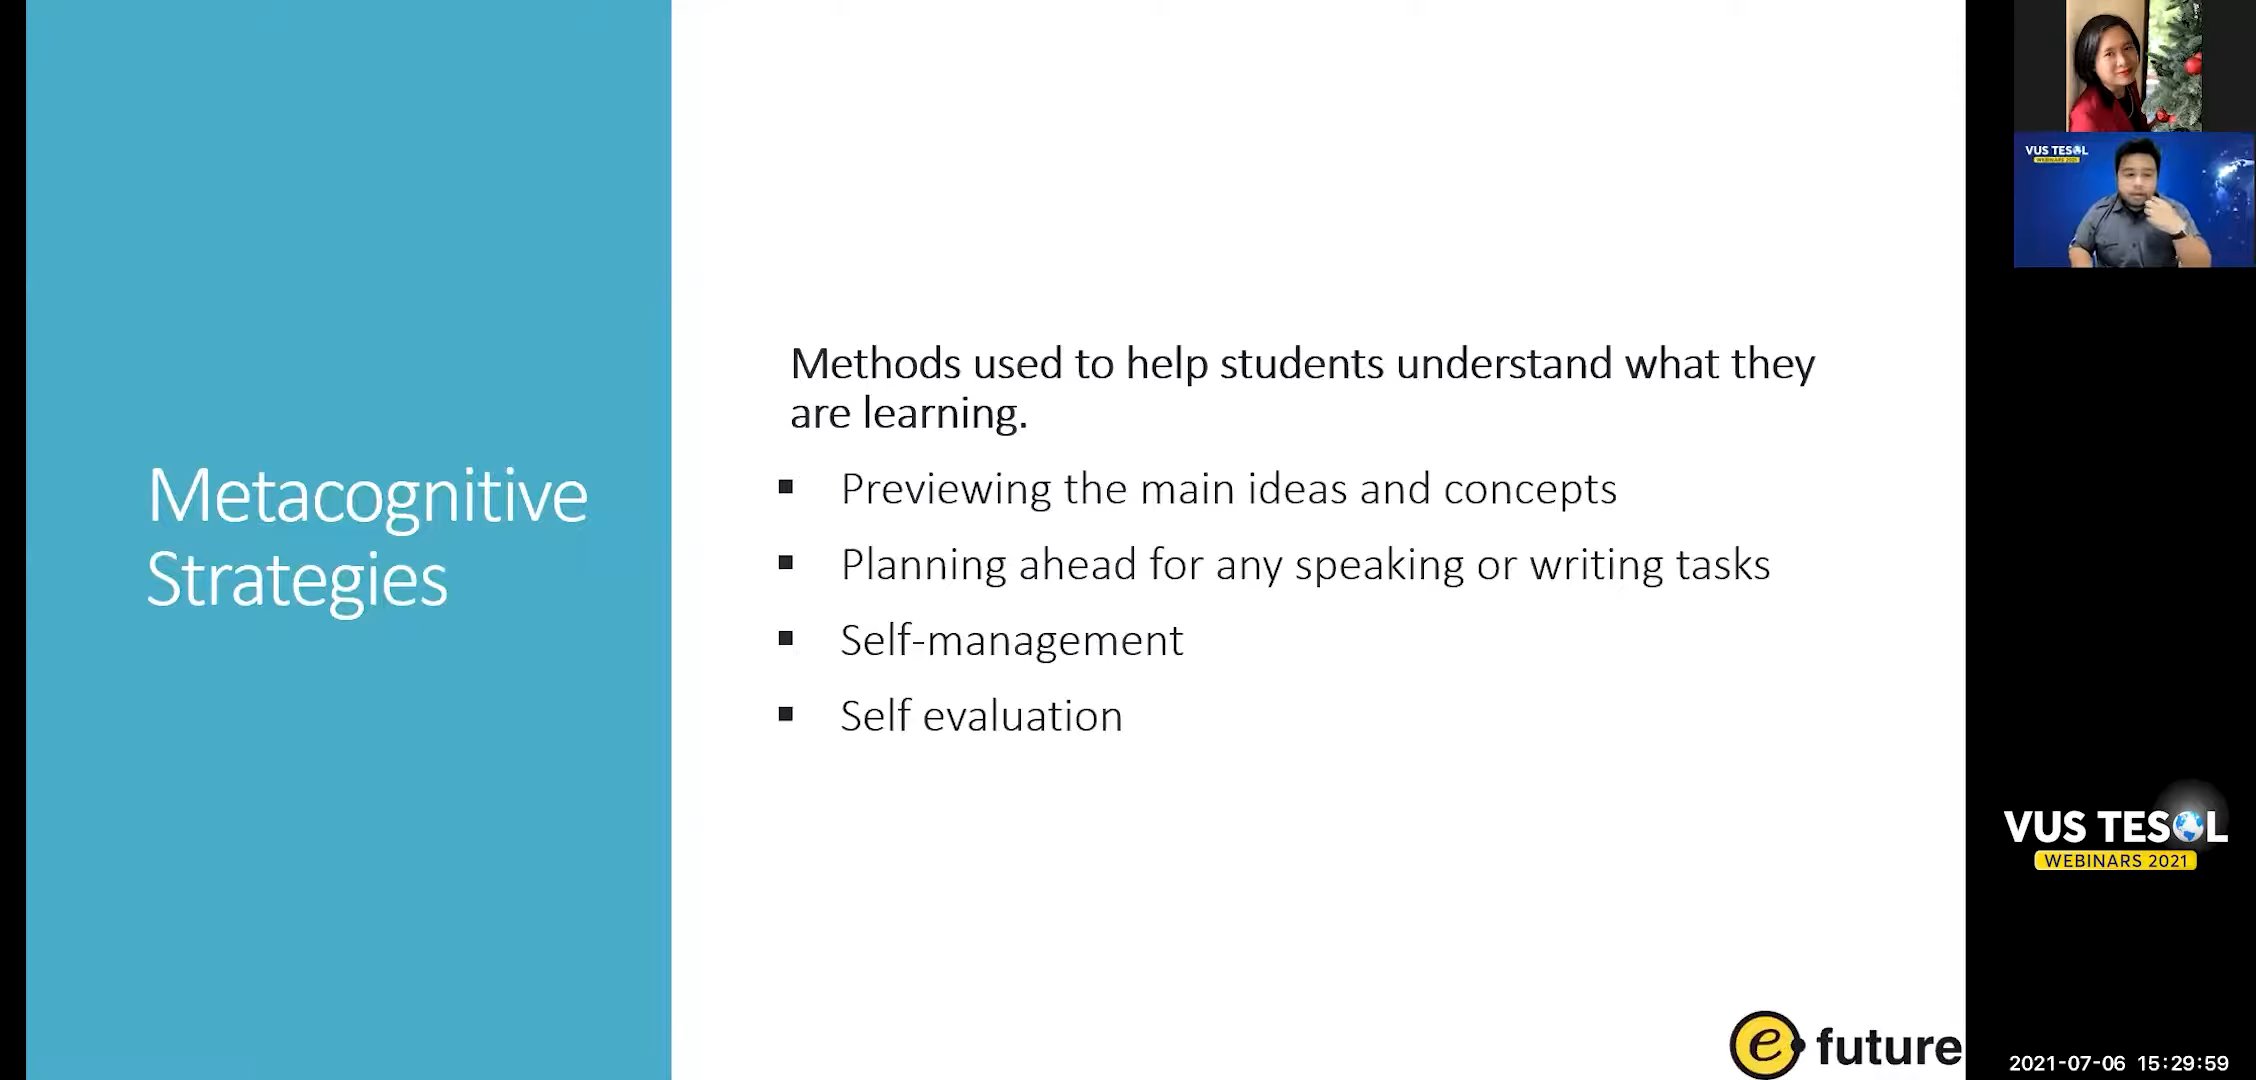 Metacognitive
Strategies
Methods used to help students understand what they
are learning.
▪ Previewing the main ideas and concepts
▪ Planning ahead for any speaking or writing tasks
▪ Self-management
▪ Self evaluation
e future
VUS TESOL
WEBINARS 2021
VUS TESOL
WEBINARS 2021
2021-07-06 15:29:59